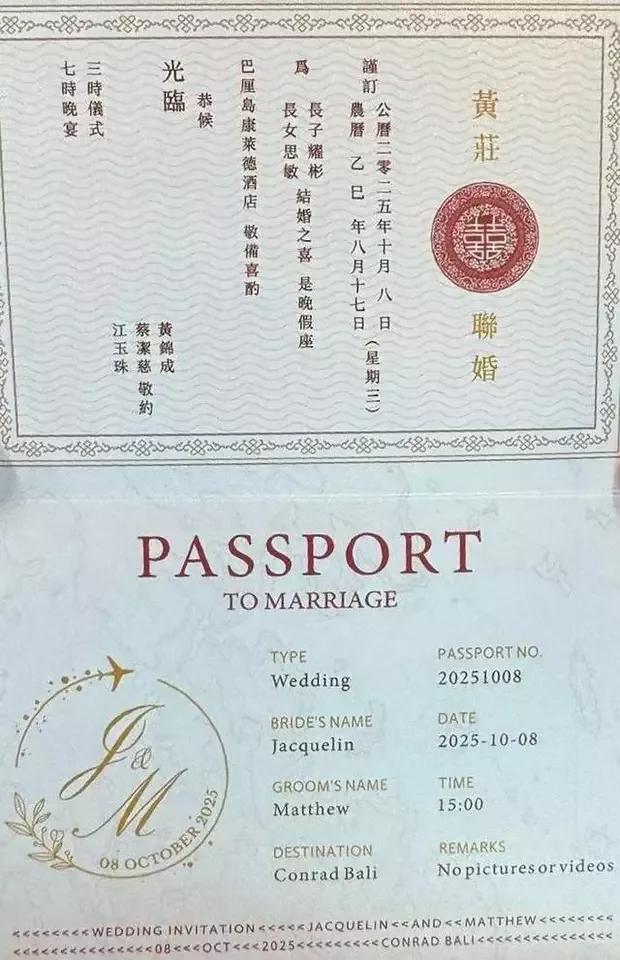 黃莊
囍
聯婚
謹訂
公曆二零二五年十月八日
農曆乙巳年八月十七日
(星期三)
爲
長子耀彬
長女思敏
結婚之喜 是晚假座
巴厘島康萊德酒店 敬備喜酌
恭候
光臨
三時儀式
七時晚宴
黃錦成
蔡潔慈 敬約
江玉珠
PASSPORT
TO MARRIAGE
J & M
08 OCTOBER 2025
TYPE
Wedding
PASSPORT NO.
20251008
BRIDE'S NAME
Jacquelin
DATE
2025-10-08
GROOM'S NAME
Matthew
TIME
15:00
DESTINATION
Conrad Bali
REMARKS
No pictures or videos
<<<<<<<<WEDDING INVITATION<<<<<JACQUELIN<<AND<<MATTHEW<<<<<<<<
<<<<<<<<<<<<<<<08<<<OCT<<<2025<<<<<<<<<CONRAD BALI<<<<<<<<<<<<<<